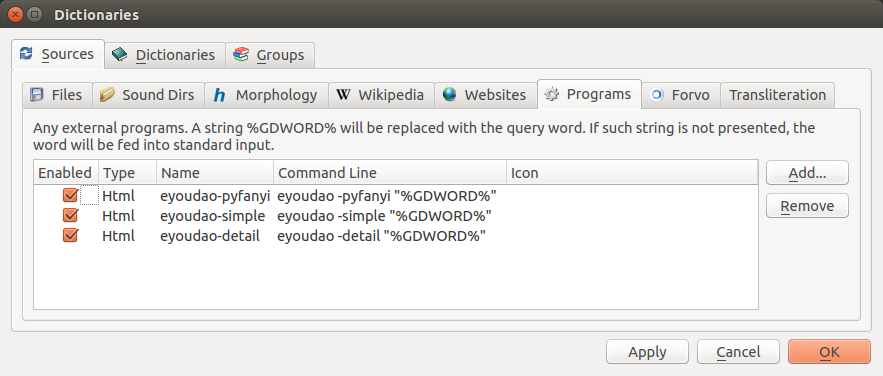 Dictionaries
Sources Dictionaries Groups
Files Sound Dirs Morphology Wikipedia Websites Programs Forvo Transliteration
Any external programs. A string %GDWORD% will be replaced with the query word. If such string is not presented, the
word will be fed into standard input.
Enabled Type Name Command Line Icon
Html eyoudao-pyfanyi eyoudao -pyfanyi "%GDWORD%"
Html eyoudao-simple eyoudao -simple "%GDWORD%"
Html eyoudao-detail eyoudao -detail "%GDWORD%"
Add...
Remove
Apply Cancel OK